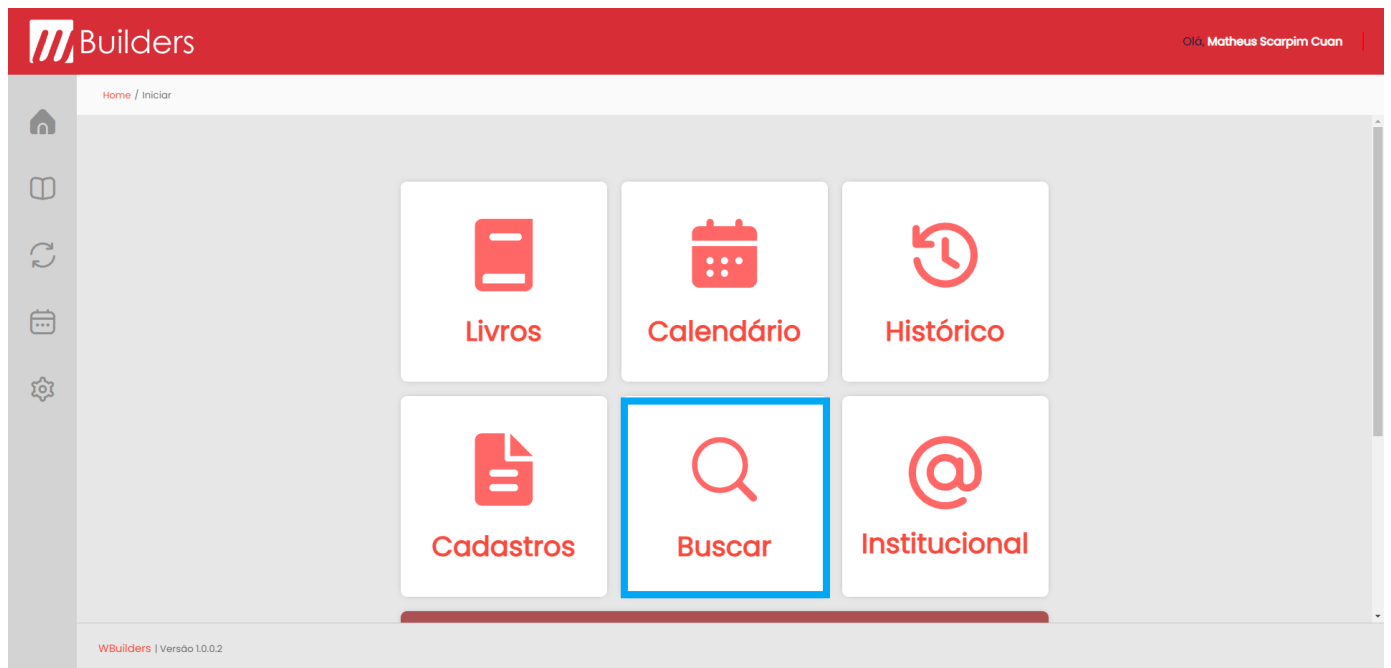 Builders
Olá, Matheus Scarpim Cuan
Home / Iniciar
Livros
Calendário
Histórico
Cadastros
Buscar
Institucional
WBuilders | Versão 1.0.0.2